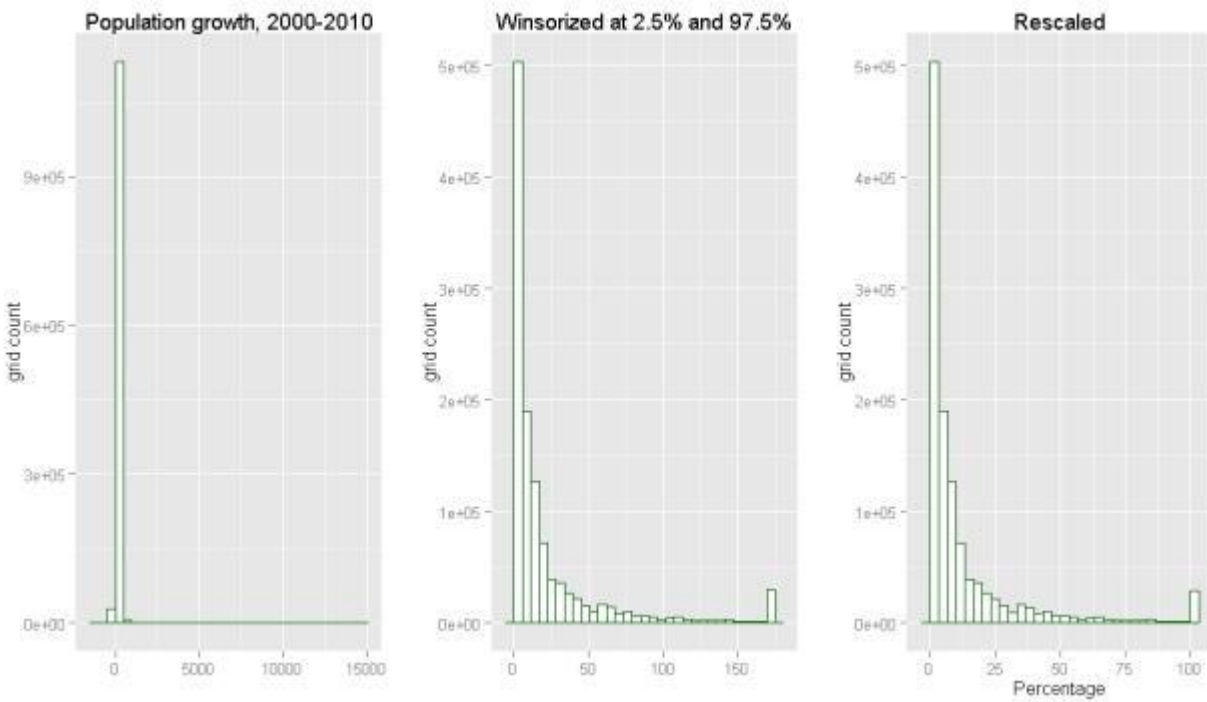 Population growth, 2000-2010
grid count
9e+05
6e+05
3e+05
0e+00
0
5000
10000
15000
Winsorized at 2.5% and 97.5%
grid count
5e+05
4e+05
3e+05
2e+05
1e+05
0e+00
0
50
100
150
Rescaled
grid count
5e+05
4e+05
3e+05
2e+05
1e+05
0e+00
0
25
50
75
100
Percentage